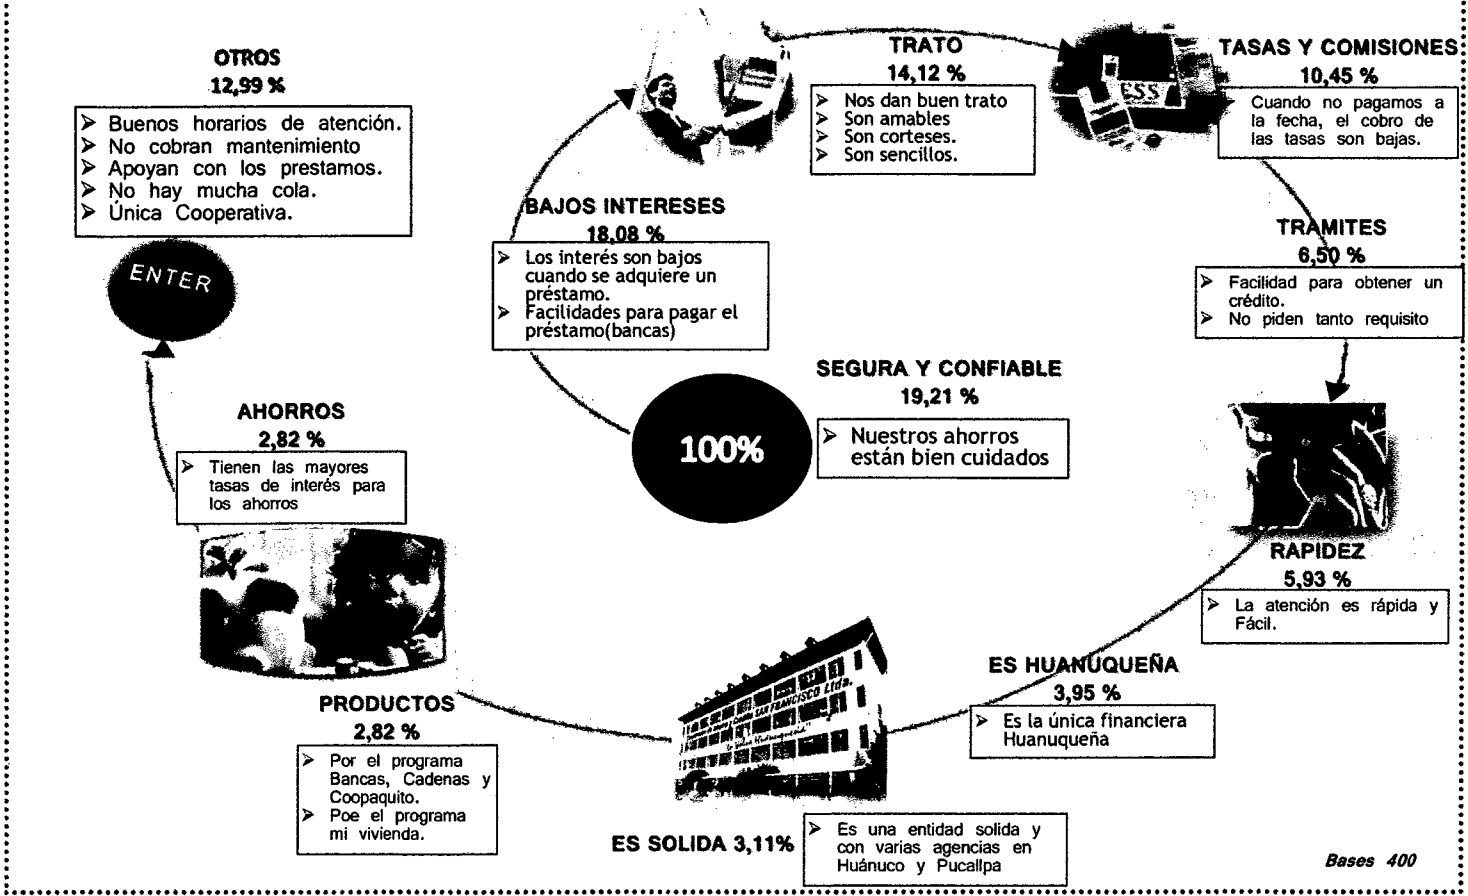 OTROS
12,99 %
➤ Buenos horarios de atención.
➤ No cobran mantenimiento
➤ Apoyan con los prestamos.
➤ No hay mucha cola.
➤ Única Cooperativa.
ENTER
TRATO
14,12 %
➤ Nos dan buen trato
➤ Son amables
➤ Son corteses.
➤ Son sencillos.
ESS
TASAS Y COMISIONES
10,45 %
➤ Cuando no pagamos a
la fecha, el cobro de
las tasas son bajas.
BAJOS INTERESES
18,08 %
➤ Los interés son bajos
cuando se adquiere un
préstamo.
➤ Facilidades para pagar el
préstamo(bancas)
TRAMITES
6,50 %
➤ Facilidad para obtener un
crédito.
➤ No piden tanto requisito
SEGURA Y CONFIABLE
19,21 %
➤ Nuestros ahorros
están bien cuidados
100%
AHORROS
2,82 %
➤ Tienen las mayores
tasas de interés para
los ahorros
RAPIDEZ
5,93 %
➤ La atención es rápida y
Fácil.
ES HUANUQUEÑA
3,95 %
➤ Es la única financiera
Huanuqueña
SAN FRANCISCO Ltda.
PRODUCTOS
2,82 %
➤ Por el programa
Bancas, Cadenas y
Coopaquito.
➤ Poe el programa
mi vivienda.
ES SOLIDA 3,11%
➤ Es una entidad solida y
con varias agencias en
Huánuco y Pucallpa
Bases 400